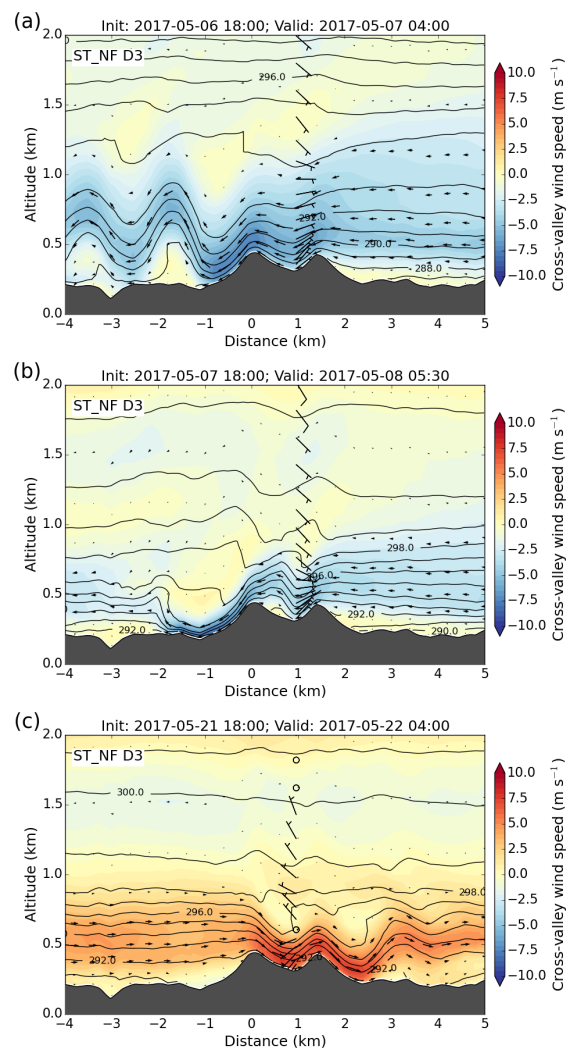 (a)
Init: 2017-05-06 18:00; Valid: 2017-05-07 04:00
ST_NF D3
2.0
1.5
1.0
0.5
0.0
Altitude (km)
296.0
292.0
290.0
288.0
−4 −3 −2 −1 0 1 2 3 4 5
Distance (km)
10.0
7.5
5.0
2.5
0.0
−2.5
−5.0
−7.5
−10.0
Cross-valley wind speed (m s⁻¹)
(b)
Init: 2017-05-07 18:00; Valid: 2017-05-08 05:30
ST_NF D3
2.0
1.5
1.0
0.5
0.0
Altitude (km)
298.0
296.0
292.0
292.0
290.0
−4 −3 −2 −1 0 1 2 3 4 5
Distance (km)
10.0
7.5
5.0
2.5
0.0
−2.5
−5.0
−7.5
−10.0
Cross-valley wind speed (m s⁻¹)
(c)
Init: 2017-05-21 18:00; Valid: 2017-05-22 04:00
ST_NF D3
2.0
1.5
1.0
0.5
0.0
Altitude (km)
300.0
298.0
296.0
292.0
292.0
292.0
−4 −3 −2 −1 0 1 2 3 4 5
Distance (km)
10.0
7.5
5.0
2.5
0.0
−2.5
−5.0
−7.5
−10.0
Cross-valley wind speed (m s⁻¹)